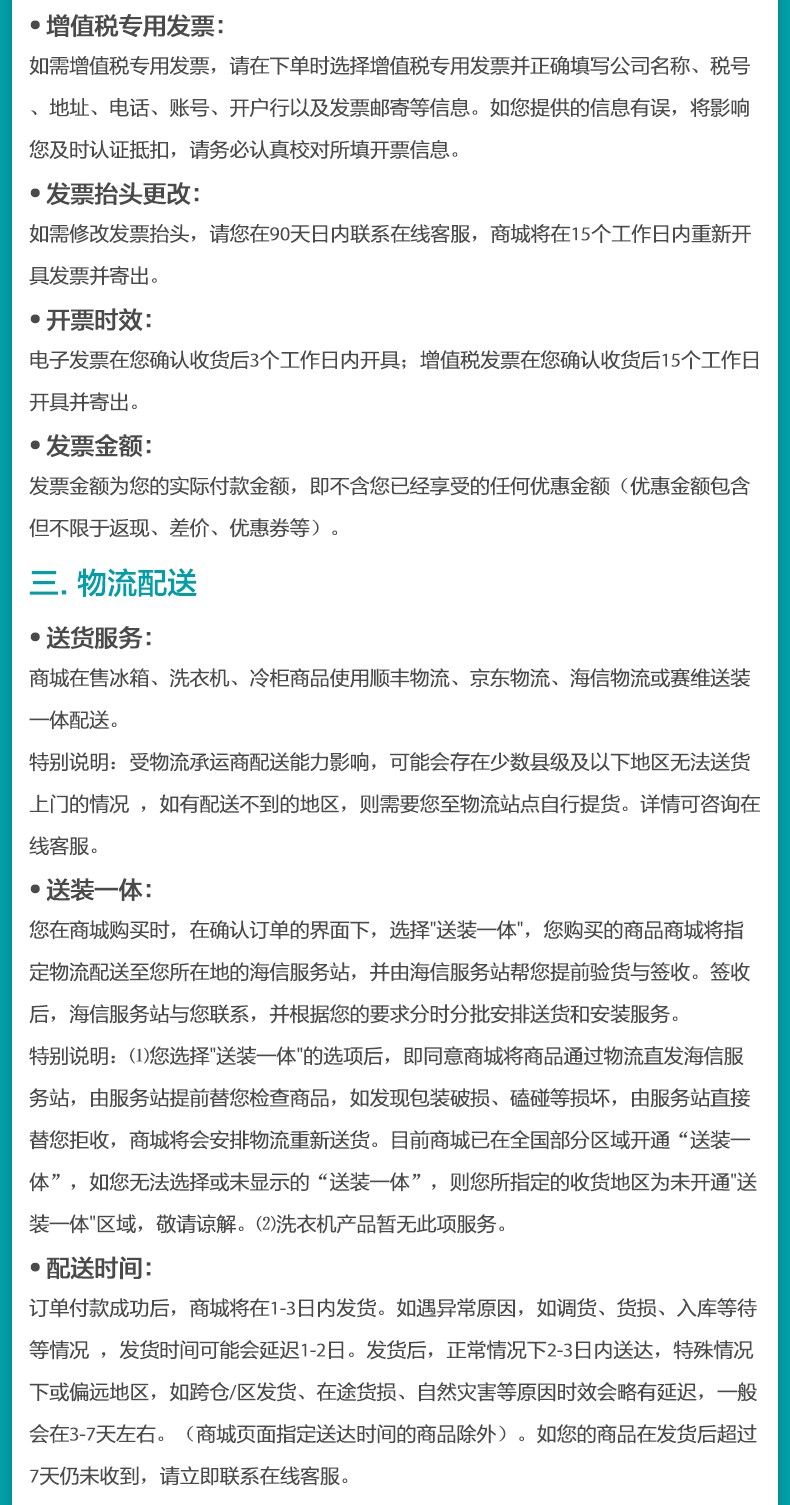 • 增值税专用发票：
如需增值税专用发票，请在下单时选择增值税专用发票并正确填写公司名称、税号
、地址、电话、账号、开户行以及发票邮寄等信息。如您提供的信息有误，将影响
您及时认证抵扣，请务必认真校对所填开票信息。
• 发票抬头更改：
如需修改发票抬头，请您在90天日内联系在线客服，商城将在15个工作日内重新开
具发票并寄出。
• 开票时效：
电子发票在您确认收货后3个工作日内开具；增值税发票在您确认收货后15个工作日
开具并寄出。
• 发票金额：
发票金额为您的实际付款金额，即不含您已经享受的任何优惠金额（优惠金额包含
但不限于返现、差价、优惠券等）。
三. 物流配送
• 送货服务：
商城在售冰箱、洗衣机、冷柜商品使用顺丰物流、京东物流、海信物流或赛维送装
一体配送。
特别说明：受物流承运商配送能力影响，可能会存在少数县级及以下地区无法送货
上门的情况 ，如有配送不到的地区，则需要您至物流站点自行提货。详情可咨询在
线客服。
• 送装一体：
您在商城购买时，在确认订单的界面下，选择"送装一体"，您购买的商品商城将指
定物流配送至您所在地的海信服务站，并由海信服务站帮您提前验货与签收。签收
后，海信服务站与您联系，并根据您的要求分时分批安排送货和安装服务。
特别说明：⑴您选择"送装一体"的选项后，即同意商城将商品通过物流直发海信服
务站，由服务站提前替您检查商品，如发现包装破损、磕碰等损坏，由服务站直接
替您拒收，商城将会安排物流重新送货。目前商城已在全国部分区域开通“送装一
体”，如您无法选择或未显示的“送装一体”，则您所指定的收货地区为未开通"送
装一体"区域，敬请谅解。⑵洗衣机产品暂无此项服务。
• 配送时间：
订单付款成功后，商城将在1-3日内发货。如遇异常原因，如调货、货损、入库等待
等情况 ，发货时间可能会延迟1-2日。发货后，正常情况下2-3日内送达，特殊情况
下或偏远地区，如跨仓/区发货、在途货损、自然灾害等原因时效会略有延迟，一般
会在3-7天左右。（商城页面指定送达时间的商品除外）。如您的商品在发货后超过
7天仍未收到，请立即联系在线客服。